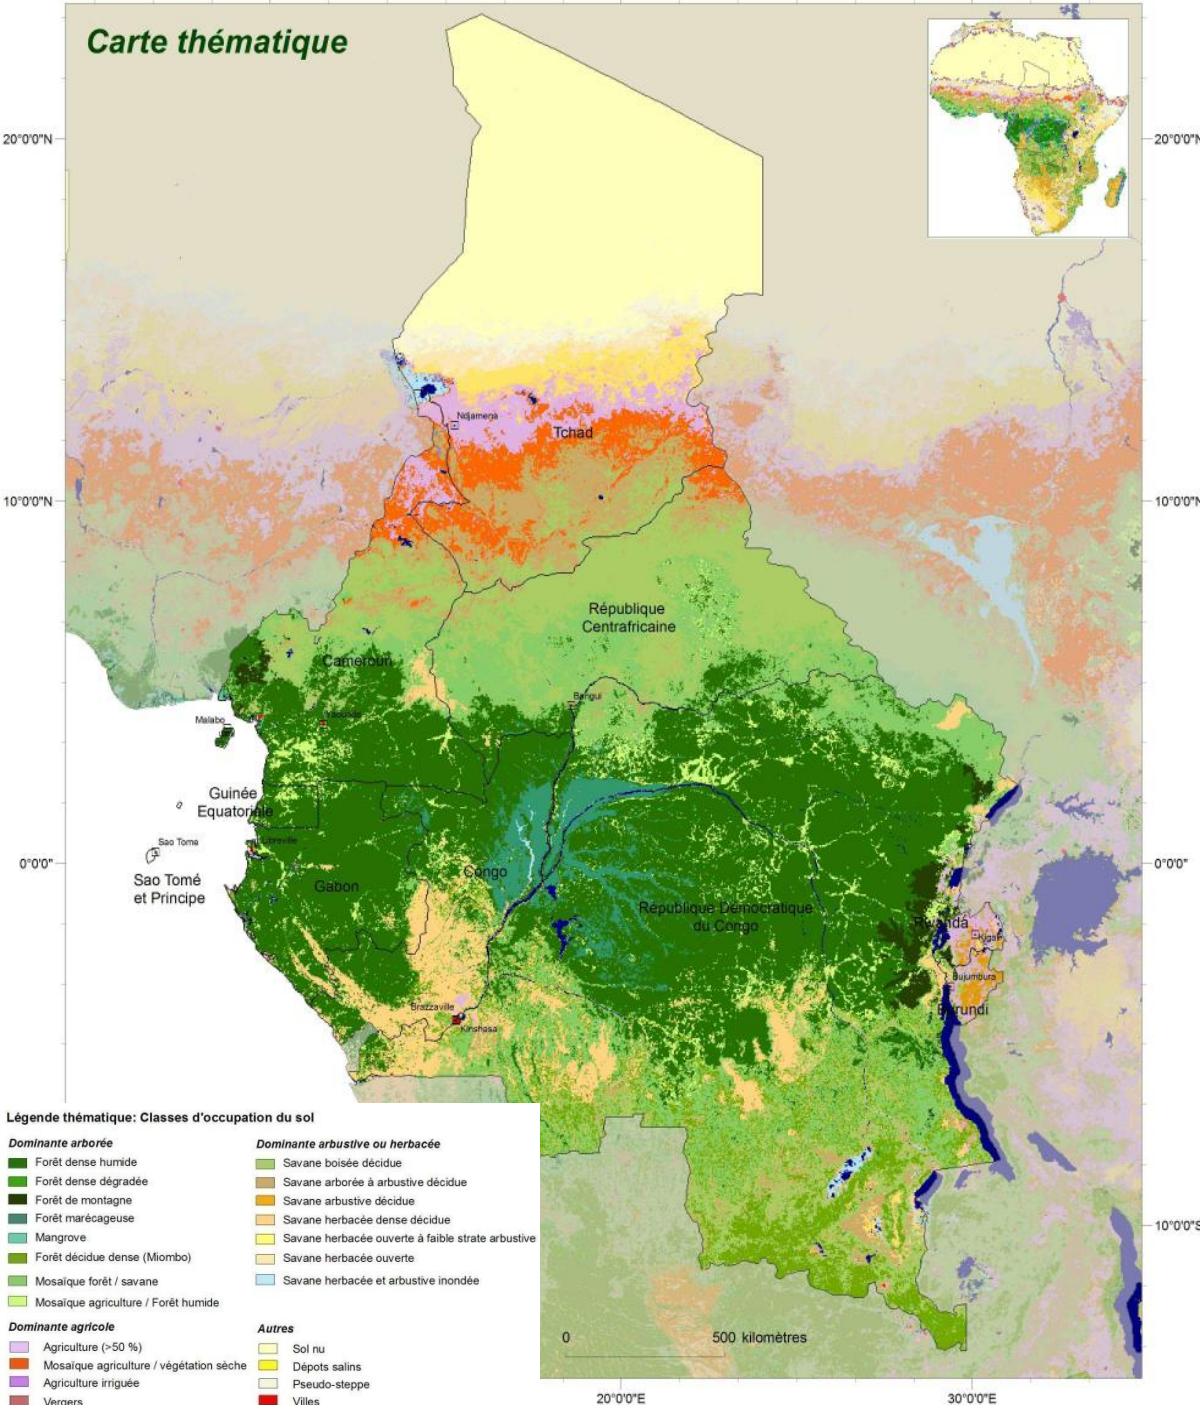 Carte thématique
20°0'0"N
20°0'0"N
Ndjamena
Tchad
10°0'0"N
10°0'0"N
République
Centrafricaine
Cameroun
Bangui
Malabo
Yaounde
Guinée
Equatoriale
Sao Tome
Libreville
0°0'0"
0°0'0"
Congo
Sao Tomé
et Principe
Gabon
République Démocratique
du Congo
Rwanda
Kigali
Bujumbura
Burundi
Brazzaville
Kinshasa
Légende thématique: Classes d'occupation du sol
Dominante arborée
Forêt dense humide
Forêt dense dégradée
Forêt de montagne
Forêt marécageuse
Mangrove
Forêt décidue dense (Miombo)
Mosaïque forêt / savane
Mosaïque agriculture / Forêt humide
Dominante agricole
Agriculture (>50 %)
Mosaïque agriculture / végétation sèche
Agriculture irriguée
Vergers
Dominante arbustive ou herbacée
Savane boisée décidue
Savane arborée à arbustive décidue
Savane arbustive décidue
Savane herbacée dense décidue
Savane herbacée ouverte à faible strate arbustive
Savane herbacée ouverte
Savane herbacée et arbustive inondée
Autres
Sol nu
Dépots salins
Pseudo-steppe
Villes
10°0'0"S
0 500 kilomètres
20°0'0"E
30°0'0"E